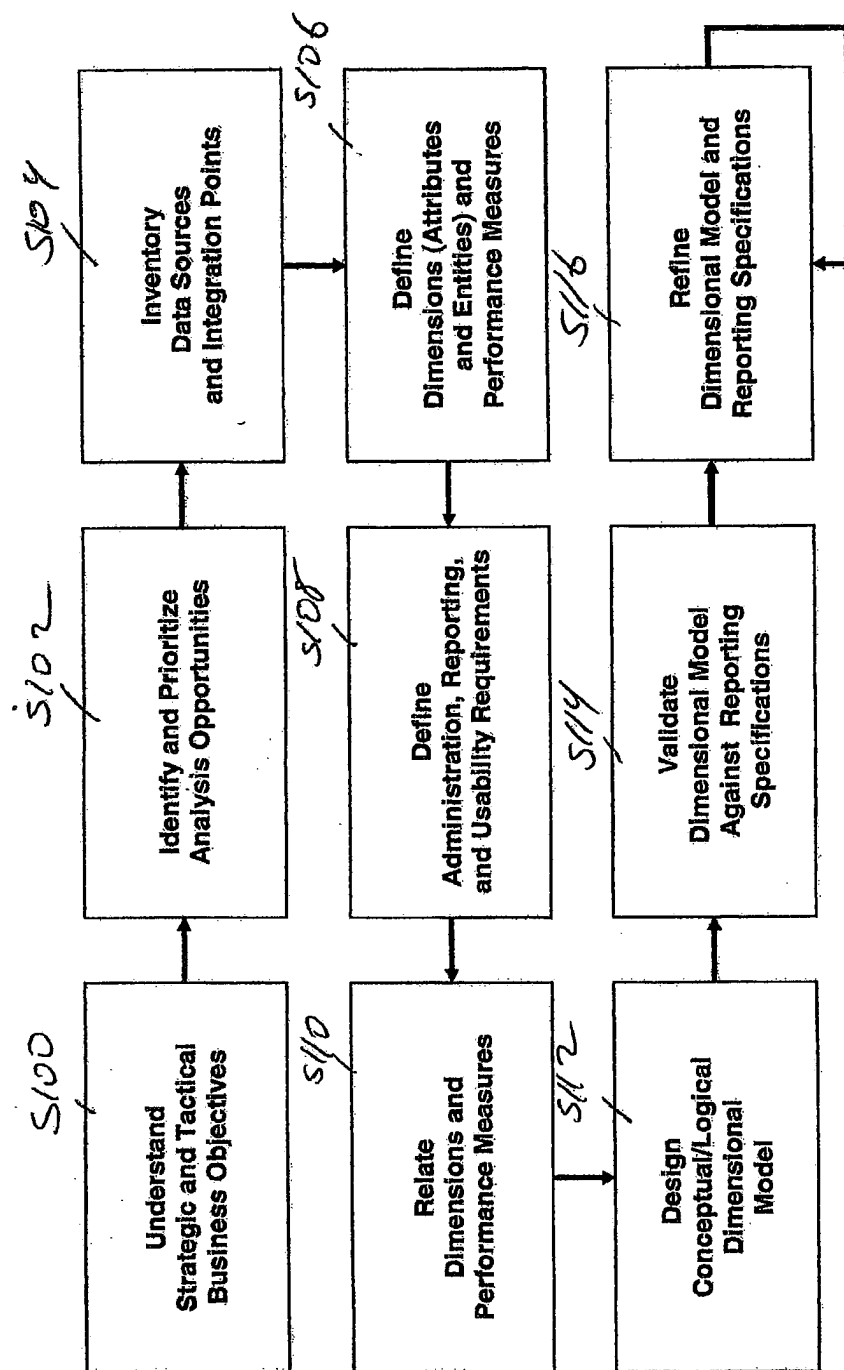 S100
Understand
Strategic and Tactical
Business Objectives
S102
Identify and Prioritize
Analysis Opportunities
S104
Inventory
Data Sources
and Integration Points
S106
Define
Dimensions (Attributes
and Entities) and
Performance Measures
S108
Define
Administration, Reporting,
and Usability Requirements
S110
Relate
Dimensions and
Performance Measures
S112
Design
Conceptual/Logical
Dimensional
Model
S114
Validate
Dimensional Model
Against Reporting
Specifications
S116
Refine
Dimensional Model and
Reporting Specifications